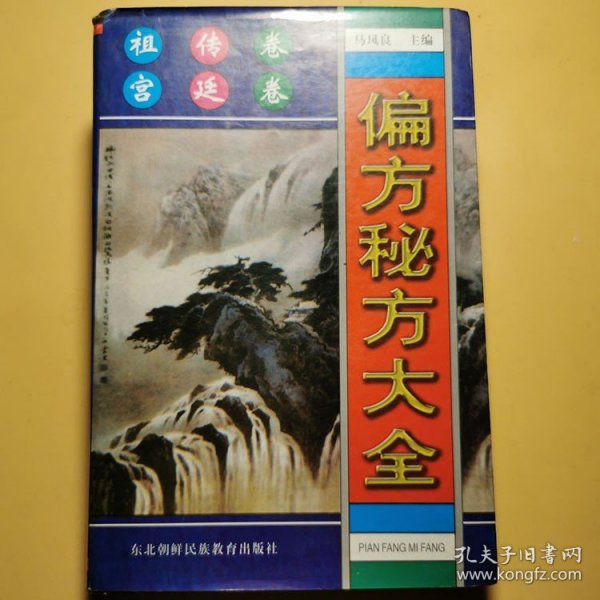 祖传卷
宫廷卷
马凤良 主编
偏方秘方大全
东北朝鲜民族教育出版社
PIAN FANG MI FANG
孔夫子旧书网
www.kongfz.com